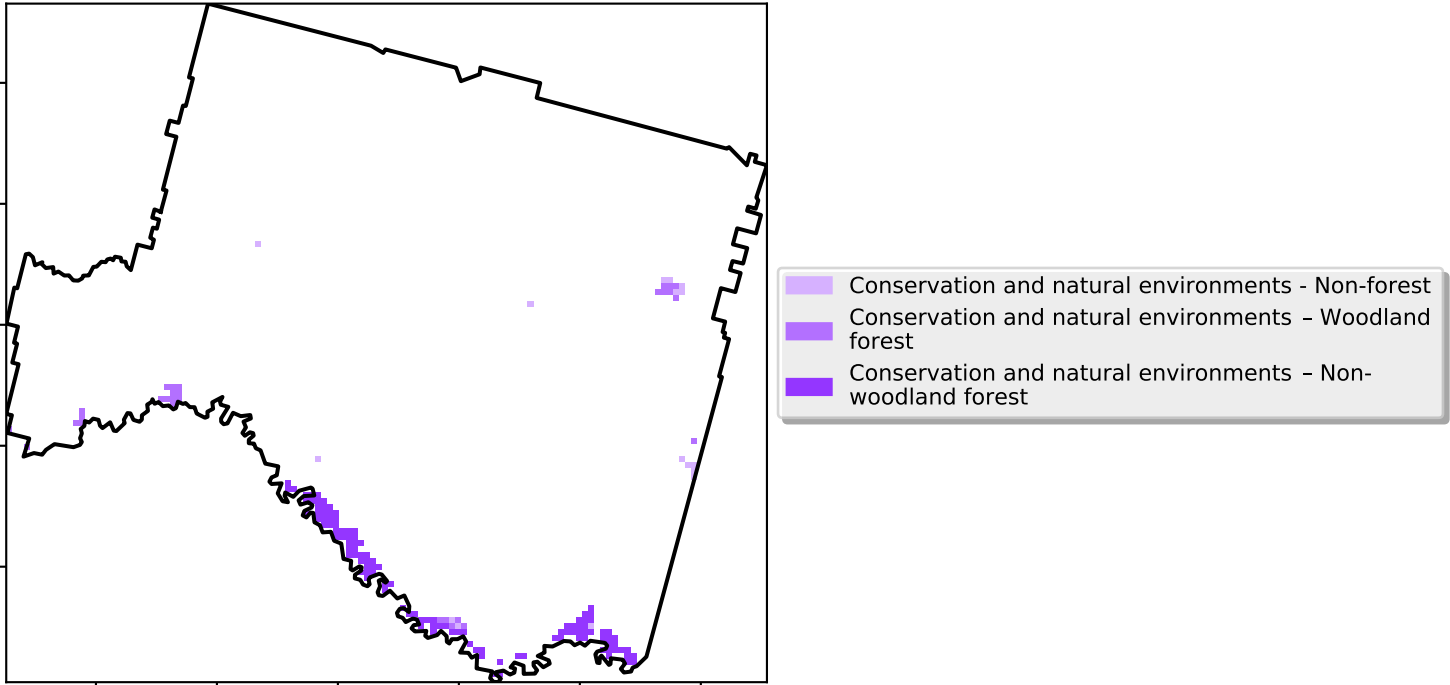 Conservation and natural environments - Non-forest
Conservation and natural environments – Woodland
forest
Conservation and natural environments – Non-
woodland forest